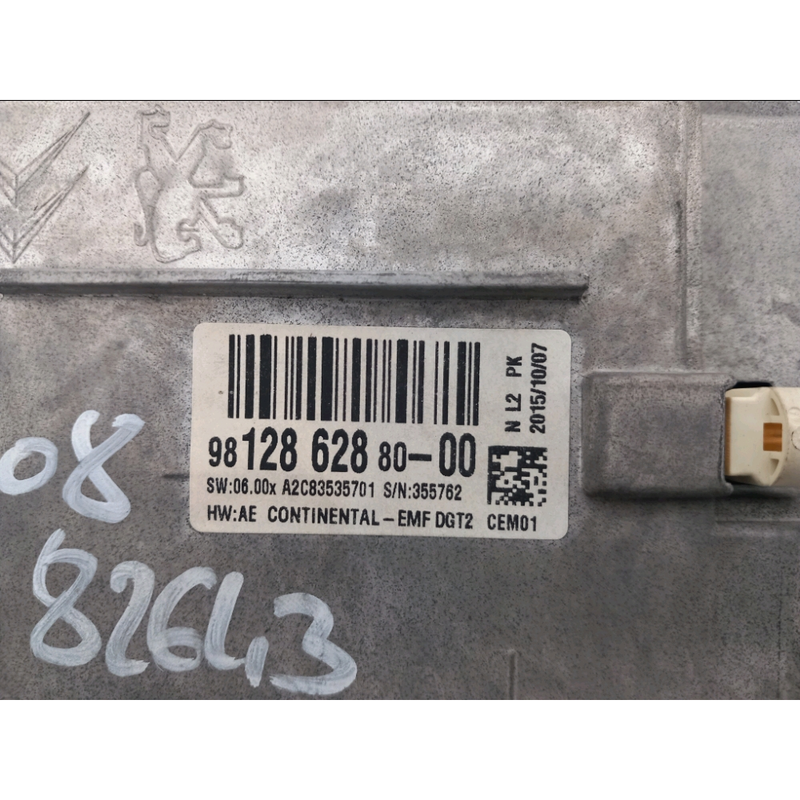 98 128 628 80-00
SW:06.00x A2C83535701 S/N:355762
HW:AE CONTINENTAL-EMF DGT2 CEM01
N L2 PK
2015/10/07
08
82643